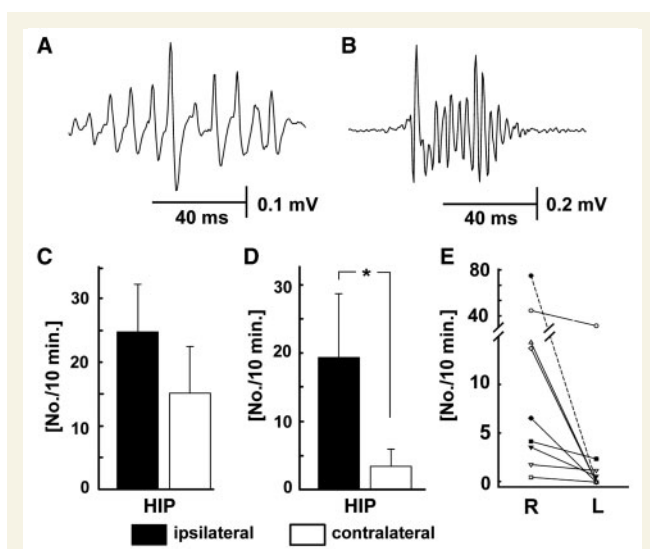 A
B
40 ms
0.1 mV
40 ms
0.2 mV
C
D
E
[No./10 min.]
30
20
10
0
HIP
[No./10 min.]
30
20
10
0
*
HIP
[No./10 min.]
80
40
10
5
0
R
L
ipsilateral
contralateral